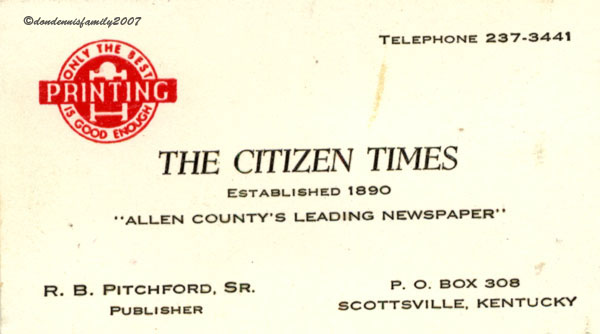 ©dondennisfamily2007
TELEPHONE 237-3441
ONLY THE BEST
PRINTING
IS GOOD ENOUGH
THE CITIZEN TIMES
ESTABLISHED 1890
"ALLEN COUNTY'S LEADING NEWSPAPER"
R. B. PITCHFORD, SR.
PUBLISHER
P. O. BOX 308
SCOTTSVILLE, KENTUCKY